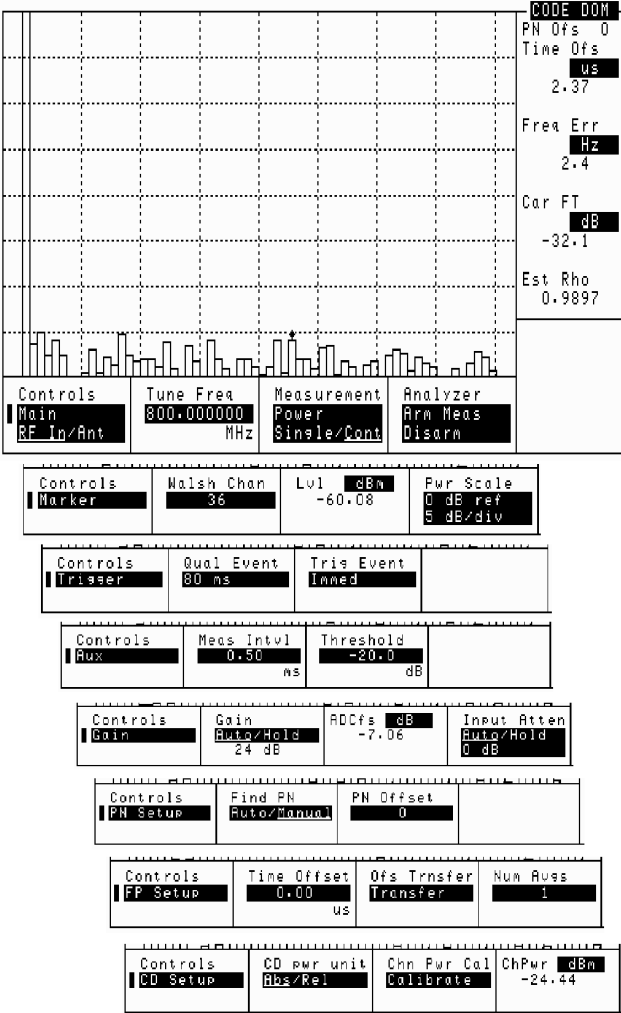 CODE DOM
PN Ofs 0
Time Ofs
us
2.37
Freq Err
Hz
2.4
Car FT
dB
-32.1
Est Rho
0.9897
Controls Tune Freq Measurement Analyzer
Main 800.000000 Power Arm Meas
RF In/Ant MHz Single/Cont Disarm
Controls Walsh Chan Lvl dBm Pwr Scale
Marker 36 -60.08 0 dB ref
5 dB/div
Controls Qual Event Trig Event
Trigger 80 ms Immed
Controls Meas Intvl Threshold
Aux 0.50 -20.0
ms dB
Controls Gain ADCfs dB Input Atten
Gain Auto/Hold -7.06 Auto/Hold
24 dB 0 dB
Controls Find PN PN Offset
PN Setup Auto/Manual 0
Controls Time Offset Ofs Trnsfer Num Avgs
FP Setup 0.00 Transfer 1
us
Controls CD pwr unit Chn Pwr Cal ChPwr dBm
CD Setup Abs/Rel Calibrate -24.44